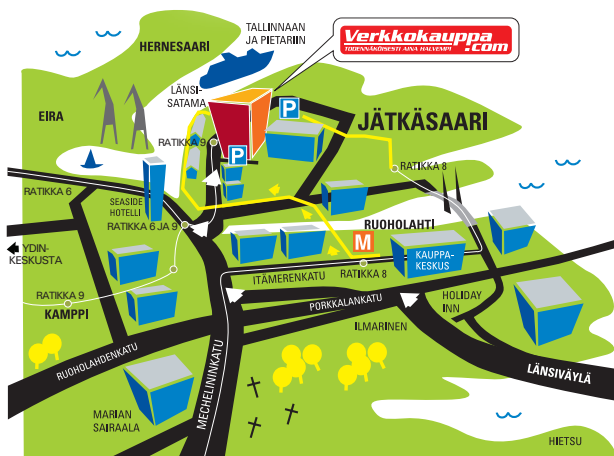 TALLINNAAN
JA PIETARIIN
Verkkokauppa
.com
TODENNÄKÖISESTI AINA HALVEMPI
HERNESAARI
LÄNSI-
SATAMA
P
EIRA
JÄTKÄSAARI
RATIKKA 9
P
RATIKKA 8
RATIKKA 6
SEASIDE
HOTELLI
RATIKKA 6 JA 9
RUOHOLAHTI
M
YDIN-
KESKUSTA
KAUPPA-
KESKUS
ITÄMERENKATU
RATIKKA 8
RATIKKA 9
KAMPPI
PORKKALANKATU
HOLIDAY
INN
ILMARINEN
RUOHOLAHDENKATU
MECHELININKATU
LÄNSIVÄYLÄ
MARIAN
SAIRAALA
HIETSU